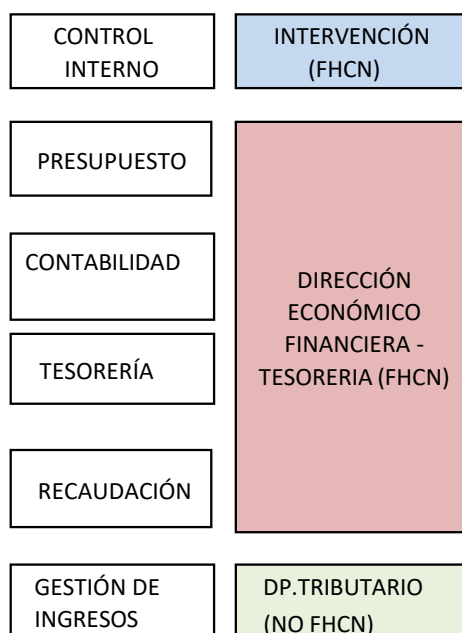 CONTROL
INTERNO
INTERVENCIÓN
(FHCN)
PRESUPUESTO
CONTABILIDAD
TESORERÍA
RECAUDACIÓN
DIRECCIÓN
ECONÓMICO
FINANCIERA -
TESORERIA (FHCN)
GESTIÓN DE
INGRESOS
DP.TRIBUTARIO
(NO FHCN)